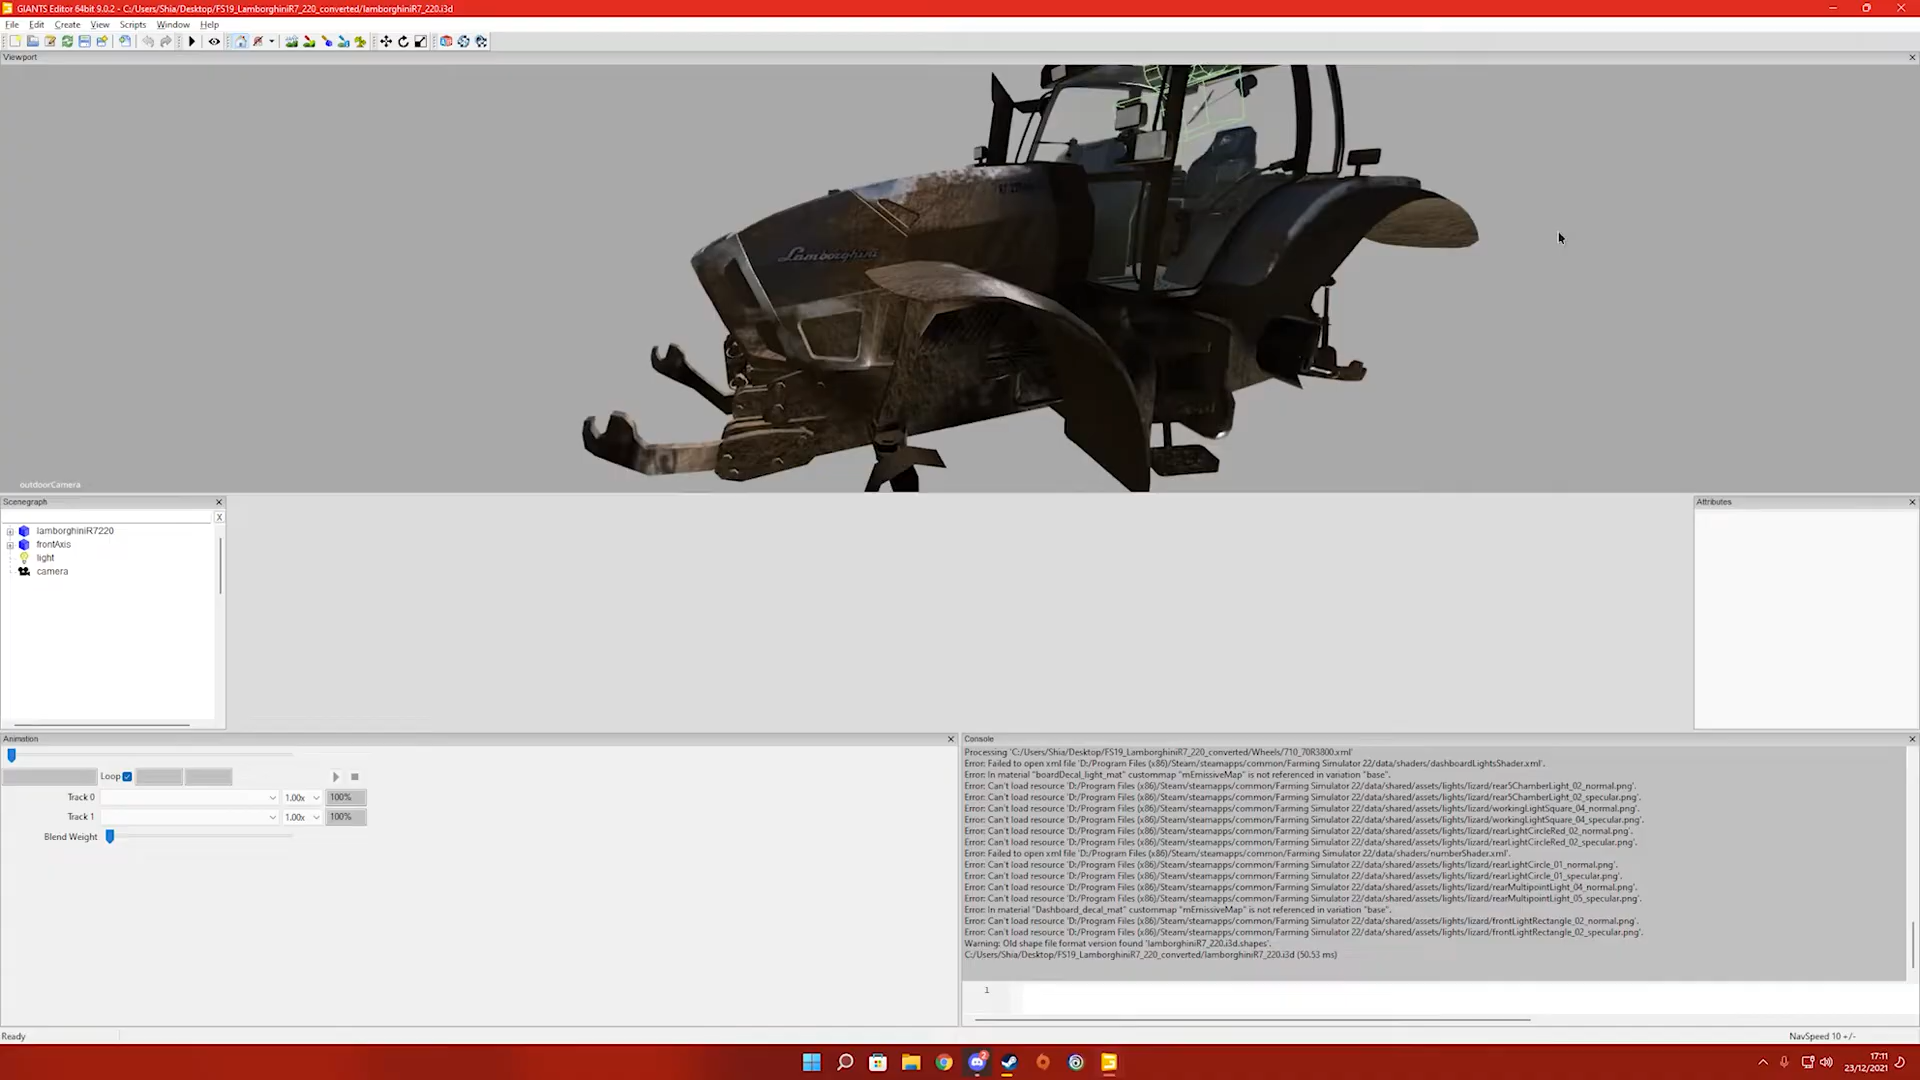 GIANTS Editor 64bit 9.0.2 - C:/Users/Shia/Desktop/FS19_LamborghiniR7_220_converted/lamborghiniR7_220.i3d
File Edit Create View Scripts Window Help
Viewport
Lamborghini
outdoorCamera
Scenegraph
X
lamborghiniR7220
frontAxis
light
camera
Attributes
Animation
Loop
Track 0 1.00x 100%
Track 1 1.00x 100%
Blend Weight
Console
Processing 'C:/Users/Shia/Desktop/FS19_LamborghiniR7_220_converted/Wheels/710_70R3800.xml'
Error: Failed to open xml file 'D:/Program Files (x86)/Steam/steamapps/common/Farming Simulator 22/data/shaders/dashboardLightsShader.xml'.
Error: In material "boardDecal_light_mat" custommap "mEmissiveMap" is not referenced in variation "base".
Error: Can't load resource 'D:/Program Files (x86)/Steam/steamapps/common/Farming Simulator 22/data/shared/assets/lights/lizard/rear5ChamberLight_02_normal.png'.
Error: Can't load resource 'D:/Program Files (x86)/Steam/steamapps/common/Farming Simulator 22/data/shared/assets/lights/lizard/rear5ChamberLight_02_specular.png'.
Error: Can't load resource 'D:/Program Files (x86)/Steam/steamapps/common/Farming Simulator 22/data/shared/assets/lights/lizard/workingLightSquare_04_normal.png'.
Error: Can't load resource 'D:/Program Files (x86)/Steam/steamapps/common/Farming Simulator 22/data/shared/assets/lights/lizard/workingLightSquare_04_specular.png'.
Error: Can't load resource 'D:/Program Files (x86)/Steam/steamapps/common/Farming Simulator 22/data/shared/assets/lights/lizard/rearLightCircleRed_02_normal.png'.
Error: Can't load resource 'D:/Program Files (x86)/Steam/steamapps/common/Farming Simulator 22/data/shared/assets/lights/lizard/rearLightCircleRed_02_specular.png'.
Error: Failed to open xml file 'D:/Program Files (x86)/Steam/steamapps/common/Farming Simulator 22/data/shaders/numberShader.xml'.
Error: Can't load resource 'D:/Program Files (x86)/Steam/steamapps/common/Farming Simulator 22/data/shared/assets/lights/lizard/rearLightCircle_01_normal.png'.
Error: Can't load resource 'D:/Program Files (x86)/Steam/steamapps/common/Farming Simulator 22/data/shared/assets/lights/lizard/rearLightCircle_01_specular.png'.
Error: Can't load resource 'D:/Program Files (x86)/Steam/steamapps/common/Farming Simulator 22/data/shared/assets/lights/lizard/rearMultipointLight_04_normal.png'.
Error: Can't load resource 'D:/Program Files (x86)/Steam/steamapps/common/Farming Simulator 22/data/shared/assets/lights/lizard/rearMultipointLight_05_specular.png'.
Error: In material "Dashboard_decal_mat" custommap "mEmissiveMap" is not referenced in variation "base".
Error: Can't load resource 'D:/Program Files (x86)/Steam/steamapps/common/Farming Simulator 22/data/shared/assets/lights/lizard/frontLightRectangle_02_normal.png'.
Error: Can't load resource 'D:/Program Files (x86)/Steam/steamapps/common/Farming Simulator 22/data/shared/assets/lights/lizard/frontLightRectangle_02_specular.png'.
Warning: Old shape file format version found 'lamborghiniR7_220.i3d.shapes'.
C:/Users/Shia/Desktop/FS19_LamborghiniR7_220_converted/lamborghiniR7_220.i3d (50.53 ms)
1
Ready
NavSpeed 10 +/-
17:11
23/12/2021